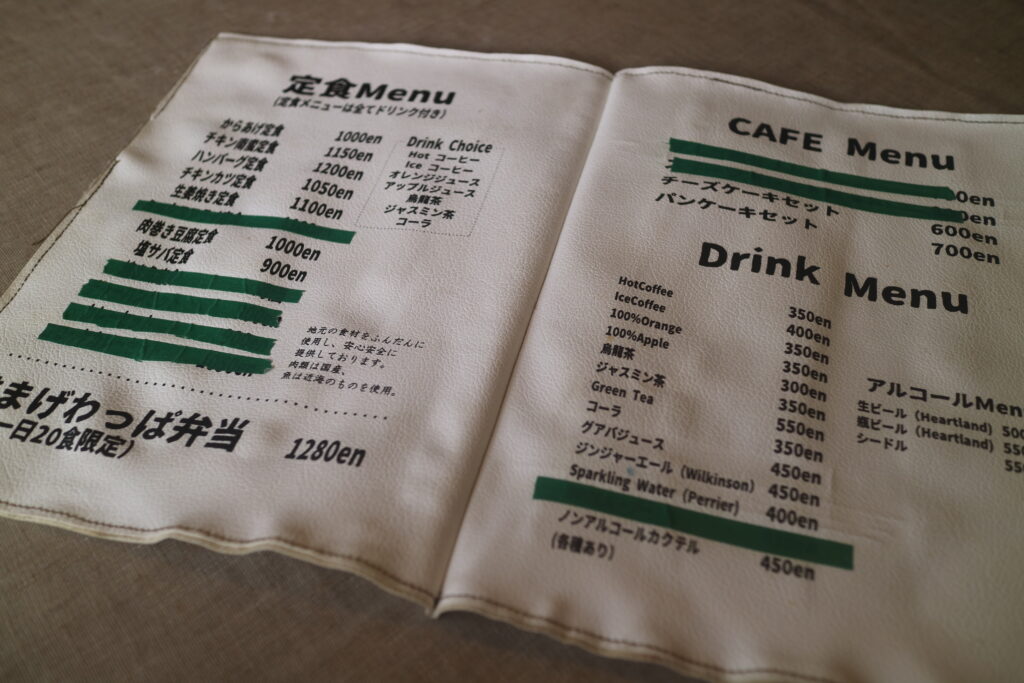 定食Menu
(定食メニューは全てドリンク付き)
からあげ定食 1000en
チキン南蛮定食 1150en
ハンバーグ定食 1200en
チキンカツ定食 1050en
生姜焼き定食 1100en
肉巻き豆腐定食 1000en
塩サバ定食 900en
Drink Choice
Hot コーヒー
Ice コーヒー
オレンジジュース
アップルジュース
烏龍茶
ジャスミン茶
コーラ
地元の食材をふんだんに
使用し、安心安全に
提供しております。
肉類は国産、
魚は近海のものを使用。
まげわっぱ弁当 1280en
一日20食限定)
CAFE Menu
0en
0en
チーズケーキセット 600en
パンケーキセット 700en
Drink Menu
HotCoffee 350en
IceCoffee 400en
100%Orange 350en
100%Apple 350en
烏龍茶 300en
ジャスミン茶 350en
Green Tea 550en
コーラ 350en
グアバジュース 450en
ジンジャーエール (Wilkinson) 450en
Sparkling Water (Perrier) 400en
ノンアルコールカクテル 450en
(各種あり)
アルコールMen
生ビール (Heartland) 500
瓶ビール (Heartland) 550
シードル 55